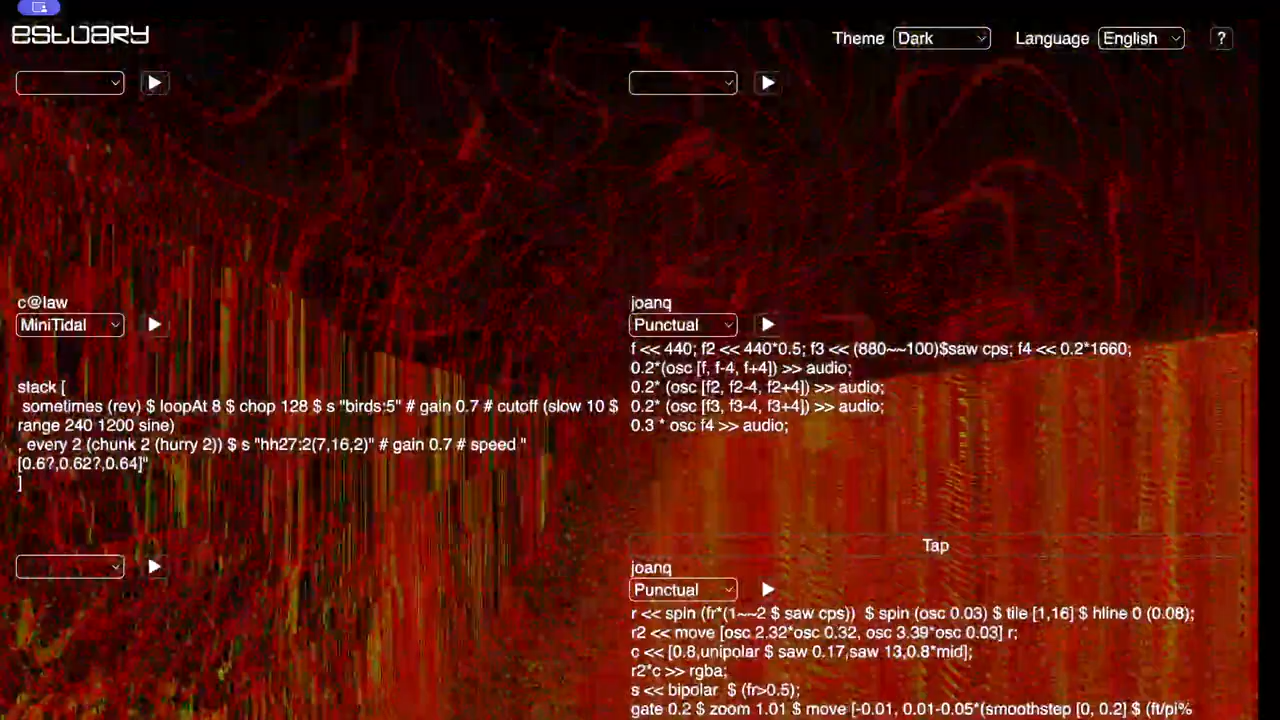 estuary
Theme Dark Language English ?
c@law
MiniTidal
stack [
sometimes (rev) $ loopAt 8 $ chop 128 $ s "birds:5" # gain 0.7 # cutoff (slow 10 $
range 240 1200 sine)
, every 2 (chunk 2 (hurry 2)) $ s "hh27:2(7,16,2)" # gain 0.7 # speed "
[0.6?,0.62?,0.64]"
]
joanq
Punctual
f << 440; f2 << 440*0.5; f3 << (880~~100)$saw cps; f4 << 0.2*1660;
0.2*(osc [f, f-4, f+4]) >> audio;
0.2* (osc [f2, f2-4, f2+4]) >> audio;
0.2* (osc [f3, f3-4, f3+4]) >> audio;
0.3 * osc f4 >> audio;
Tap
joanq
Punctual
r << spin (fr*(1~~2 $ saw cps))  $ spin (osc 0.03) $ tile [1,16] $ hline 0 (0.08);
r2 << move [osc 2.32*osc 0.32, osc 3.39*osc 0.03] r;
c << [0.8,unipolar $ saw 0.17,saw 13,0.8*mid];
r2*c >> rgba;
s << bipolar  $ (fr>0.5);
gate 0.2 $ zoom 1.01 $ move [-0.01, 0.01-0.05*(smoothstep [0, 0.2] $ (ft/pi%